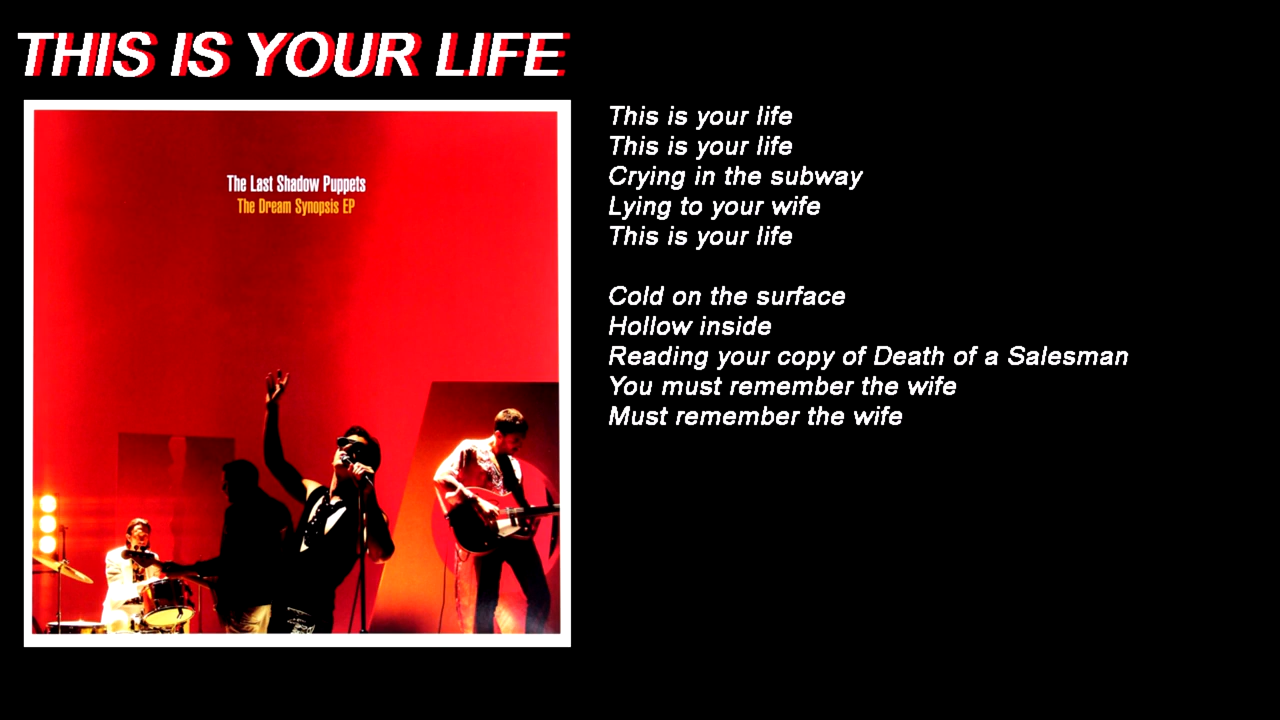 THIS IS YOUR LIFE
The Last Shadow Puppets
The Dream Synopsis EP
This is your life
This is your life
Crying in the subway
Lying to your wife
This is your life
Cold on the surface
Hollow inside
Reading your copy of Death of a Salesman
You must remember the wife
Must remember the wife